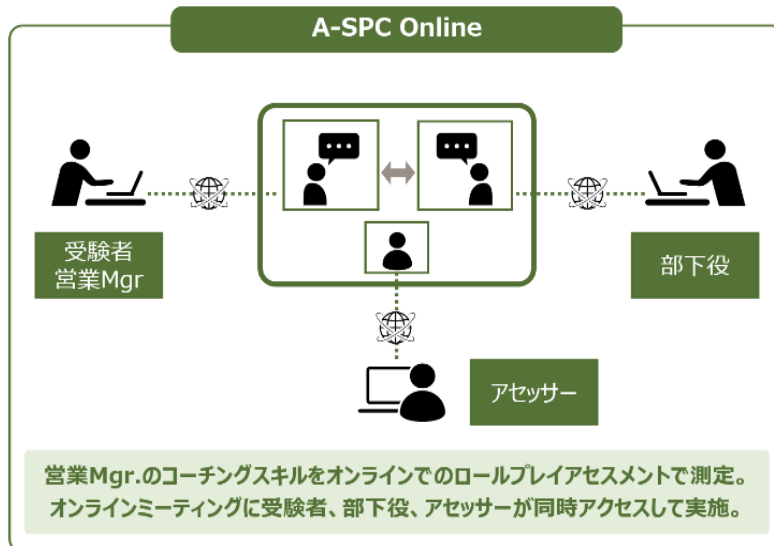 A-SPC Online
受験者
営業Mgr
部下役
アセッサー
営業Mgr.のコーチングスキルをオンラインでのロールプレイアセスメントで測定。
オンラインミーティングに受験者、部下役、アセッサーが同時アクセスして実施。